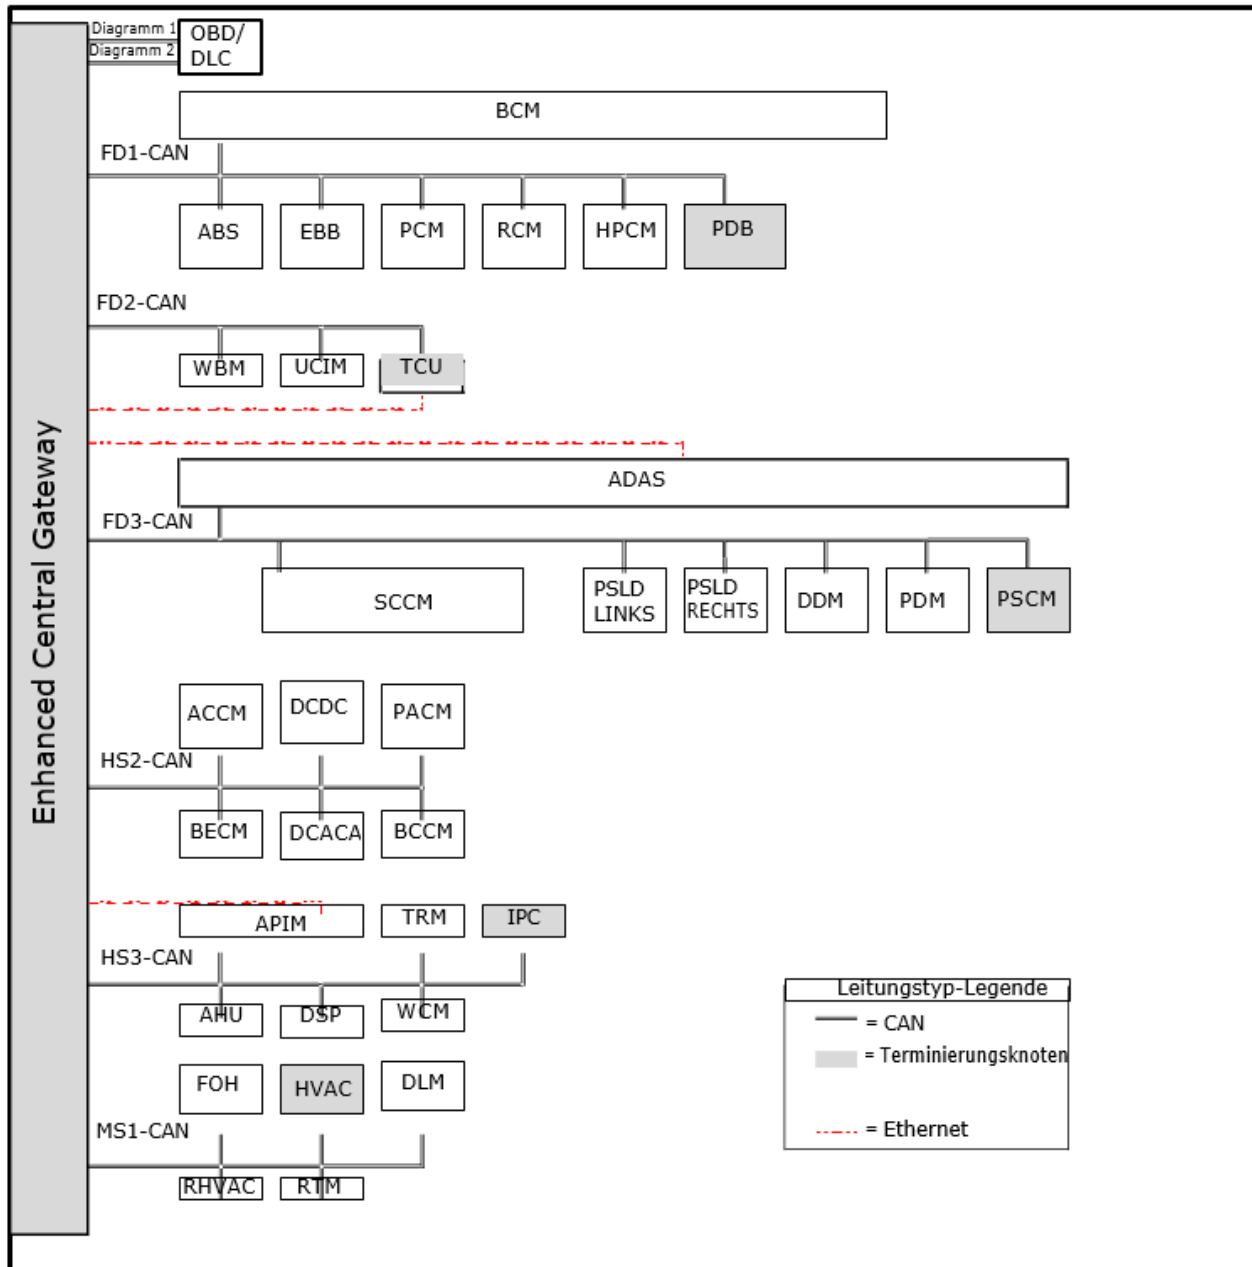 Diagramm 1
Diagramm 2
OBD/
DLC
BCM
FD1-CAN
ABS
EBB
PCM
RCM
HPCM
PDB
FD2-CAN
WBM
UCIM
TCU
Enhanced Central Gateway
ADAS
FD3-CAN
SCCM
PSLD
LINKS
PSLD
RECHTS
DDM
PDM
PSCM
ACCM
DCDC
PACM
HS2-CAN
BECM
DCACA
BCCM
APIM
TRM
IPC
HS3-CAN
AHU
DSP
WCM
FOH
HVAC
DLM
MS1-CAN
RHVAC
RTM
Leitungstyp-Legende
= CAN
= Terminierungsknoten
= Ethernet